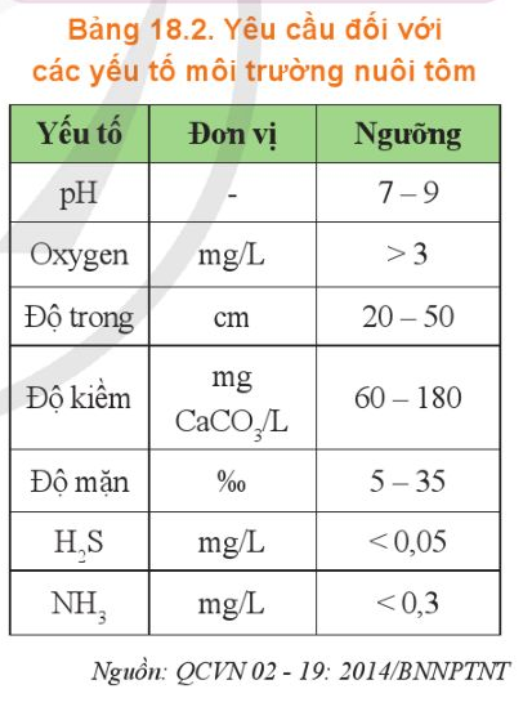 Bảng 18.2. Yêu cầu đối với
các yếu tố môi trường nuôi tôm
Yếu tố Đơn vị Ngưỡng
pH - 7 – 9
Oxygen mg/L > 3
Độ trong cm 20 – 50
Độ kiềm mg CaCO₃/L 60 – 180
Độ mặn ‰ 5 – 35
H₂S mg/L < 0,05
NH₃ mg/L < 0,3
Nguồn: QCVN 02 - 19: 2014/BNNPTNT